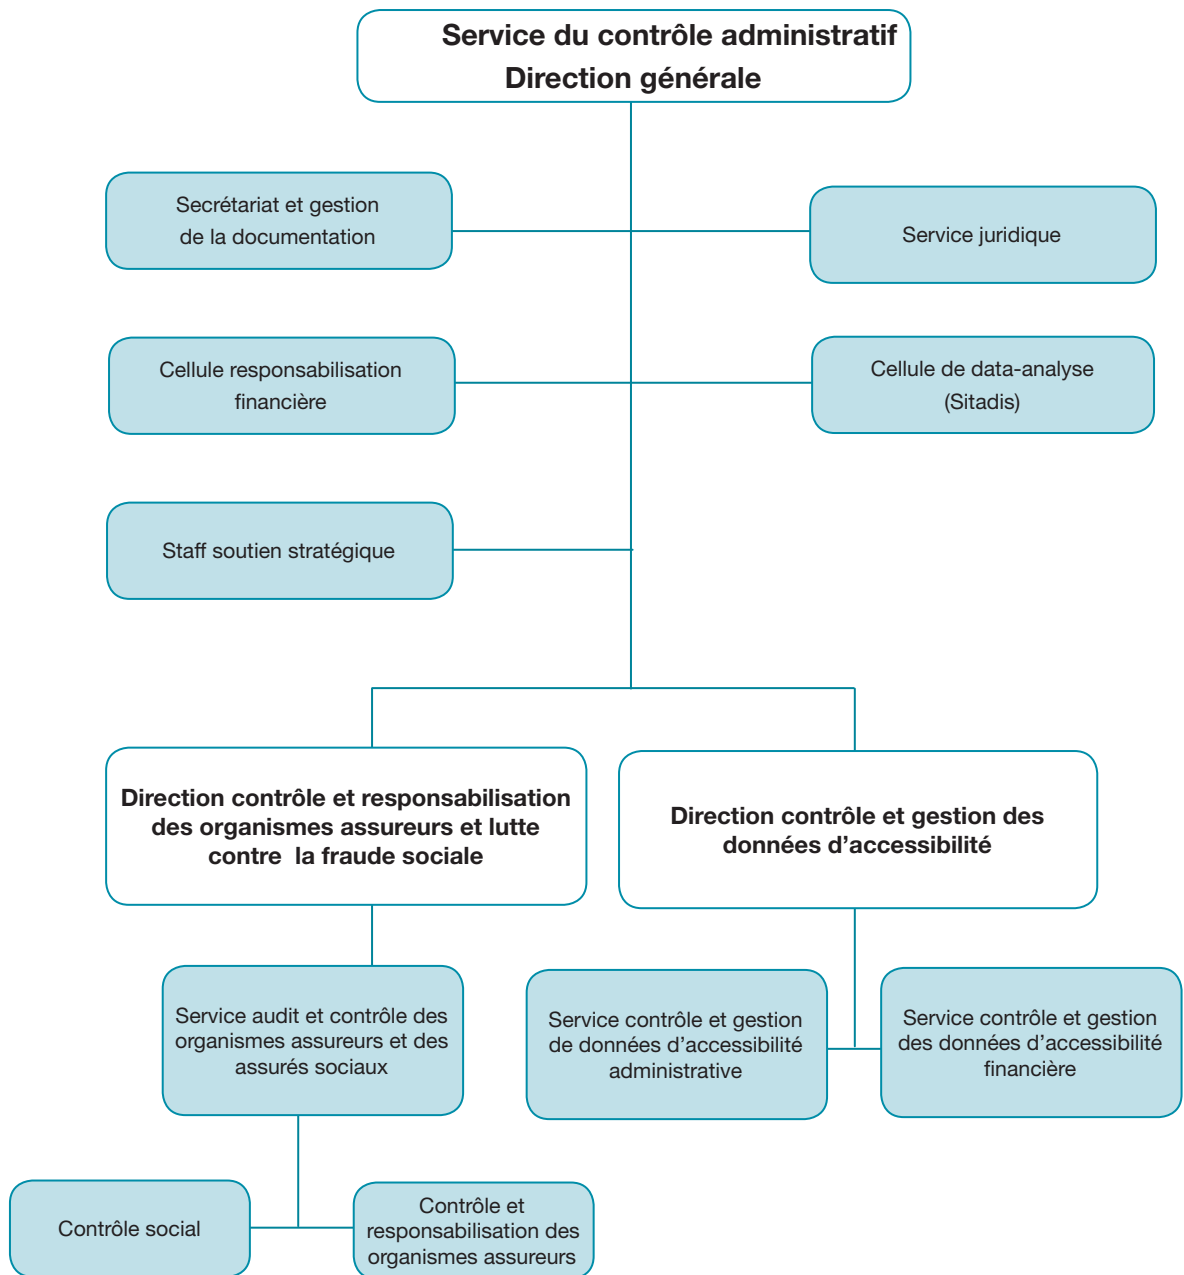 Service du contrôle administratif
Direction générale
Secrétariat et gestion
de la documentation
Service juridique
Cellule responsabilisation
financière
Cellule de data-analyse
(Sitadis)
Staff soutien stratégique
Direction contrôle et responsabilisation
des organismes assureurs et lutte
contre la fraude sociale
Direction contrôle et gestion des
données d’accessibilité
Service audit et contrôle des
organismes assureurs et des
assurés sociaux
Service contrôle et gestion
de données d’accessibilité
administrative
Service contrôle et gestion
des données d’accessibilité
financière
Contrôle social
Contrôle et
responsabilisation des
organismes assureurs